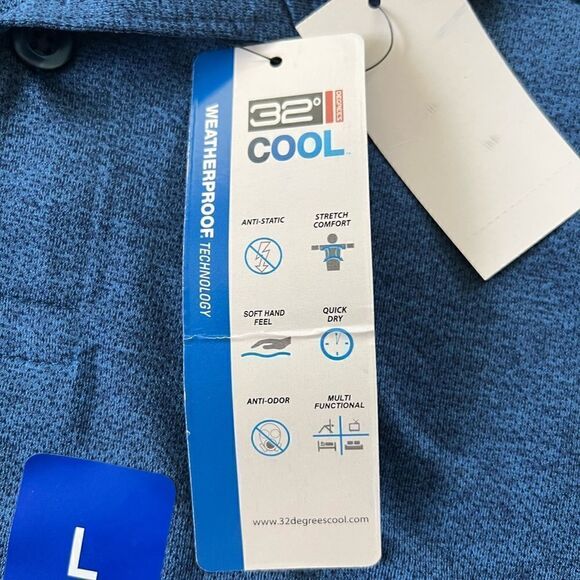 32° DEGREES
COOL™
WEATHERPROOF. TECHNOLOGY
ANTI-STATIC
STRETCH
COMFORT
SOFT HAND
FEEL
QUICK
DRY
ANTI-ODOR
MULTI
FUNCTIONAL
www.32degreescool.com
L